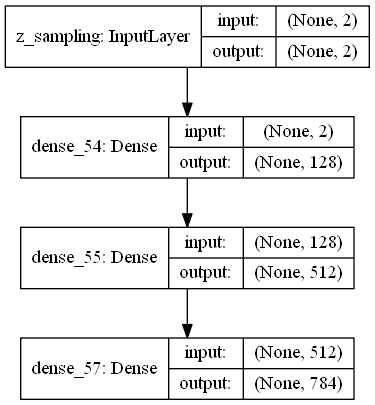 z_sampling: InputLayer
input: (None, 2)
output: (None, 2)
dense_54: Dense
input: (None, 2)
output: (None, 128)
dense_55: Dense
input: (None, 128)
output: (None, 512)
dense_57: Dense
input: (None, 512)
output: (None, 784)